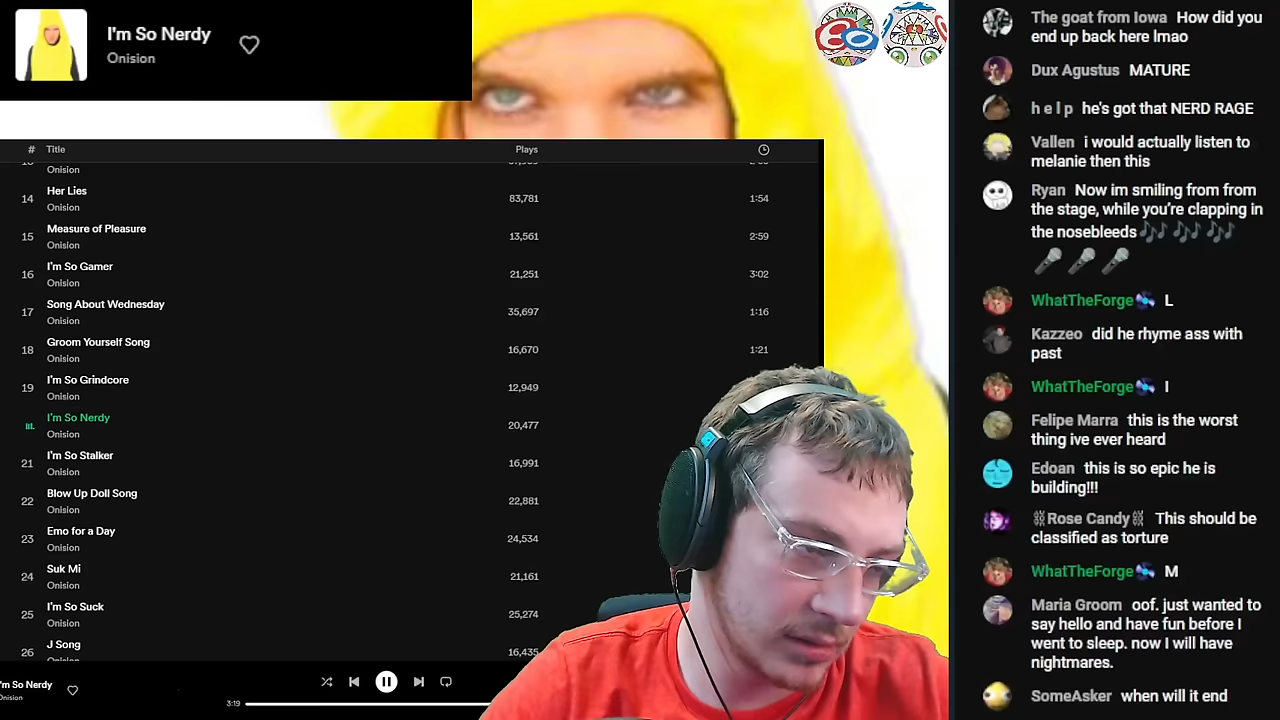 I'm So Nerdy
Onision
# Title Plays
Onision
14 Her Lies 83,781 1:54
Onision
15 Measure of Pleasure 13,561 2:59
Onision
16 I'm So Gamer 21,251 3:02
Onision
17 Song About Wednesday 35,697 1:16
Onision
18 Groom Yourself Song 16,670 1:21
Onision
19 I'm So Grindcore 12,949
Onision
I'm So Nerdy 20,477
Onision
21 I'm So Stalker 16,991
Onision
22 Blow Up Doll Song 22,881
Onision
23 Emo for a Day 24,534
Onision
24 Suk Mi 21,161
Onision
25 I'm So Suck 25,274
Onision
26 J Song 16,435
I'm So Nerdy
Onision
3:19
The goat from Iowa How did you
end up back here lmao
Dux Agustus MATURE
h e l p he's got that NERD RAGE
Vallen i would actually listen to
melanie then this
Ryan Now im smiling from from
the stage, while you're clapping in
the nosebleeds🎶 🎶 🎶
🎤 🎤 🎤
WhatTheForge L
Kazzeo did he rhyme ass with
past
WhatTheForge I
Felipe Marra this is the worst
thing ive ever heard
Edoan this is so epic he is
building!!!
⛓Rose Candy⛓ This should be
classified as torture
WhatTheForge M
Maria Groom oof. just wanted to
say hello and have fun before I
went to sleep. now I will have
nightmares.
SomeAsker when will it end